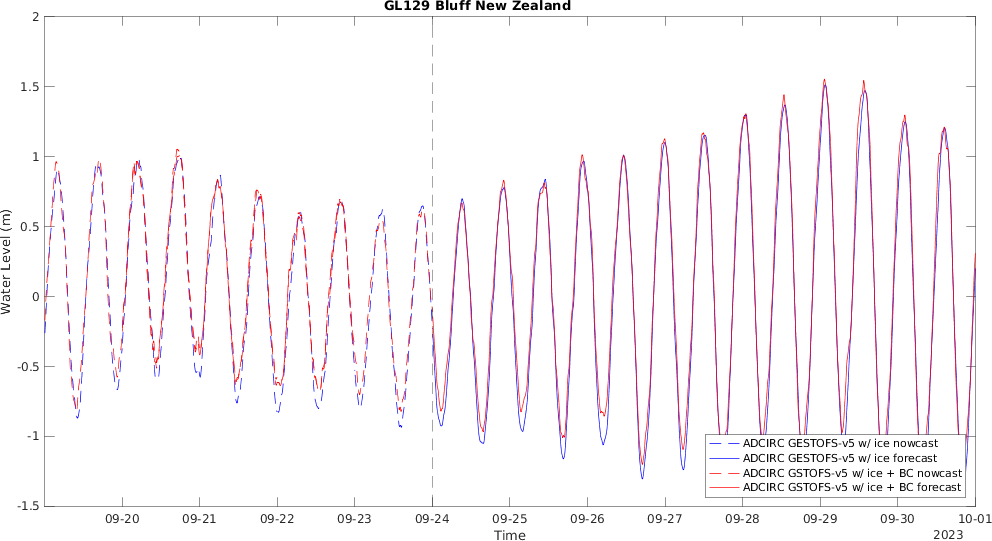 GL129 Bluff New Zealand
2
1.5
1
0.5
0
-0.5
-1
-1.5
Water Level (m)
ADCIRC GESTOFS-v5 w/ ice nowcast
ADCIRC GESTOFS-v5 w/ ice forecast
ADCIRC GSTOFS-v5 w/ ice + BC nowcast
ADCIRC GSTOFS-v5 w/ ice + BC forecast
09-20 09-21 09-22 09-23 09-24 09-25 09-26 09-27 09-28 09-29 09-30 10-01
Time
2023